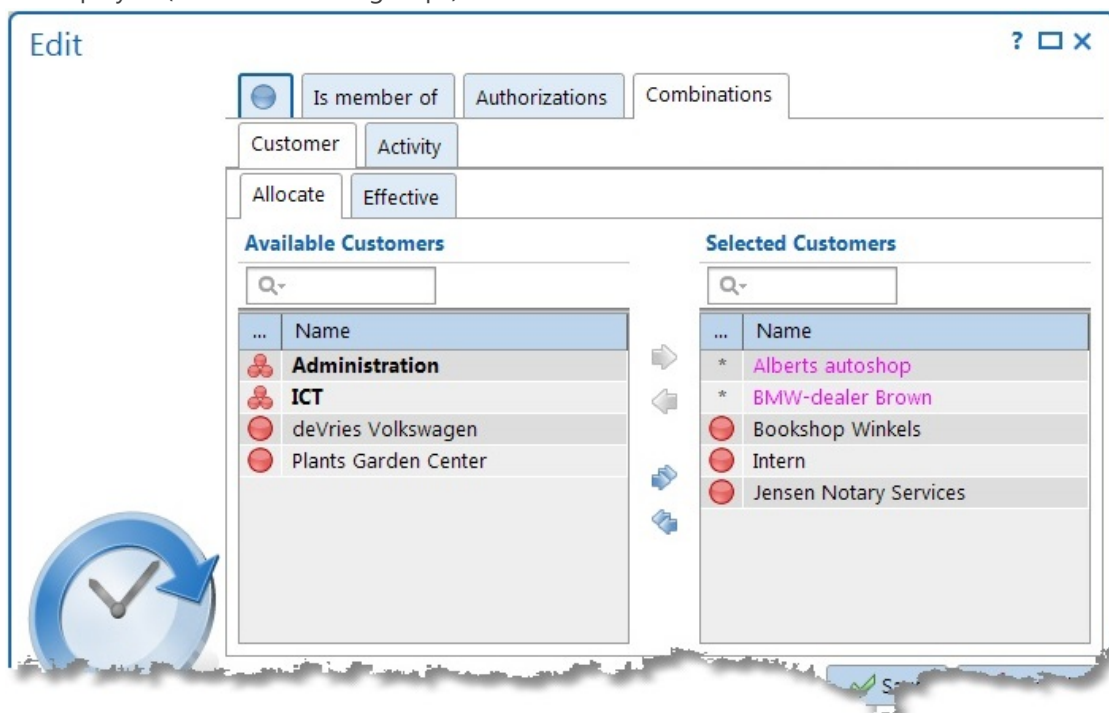 Edit ?
Is member of Authorizations Combinations
Customer Activity
Allocate Effective
Available Customers Selected Customers
... Name ... Name
Administration * Alberts autoshop
ICT * BMW-dealer Brown
deVries Volkswagen Bookshop Winkels
Plants Garden Center Intern
Jensen Notary Services